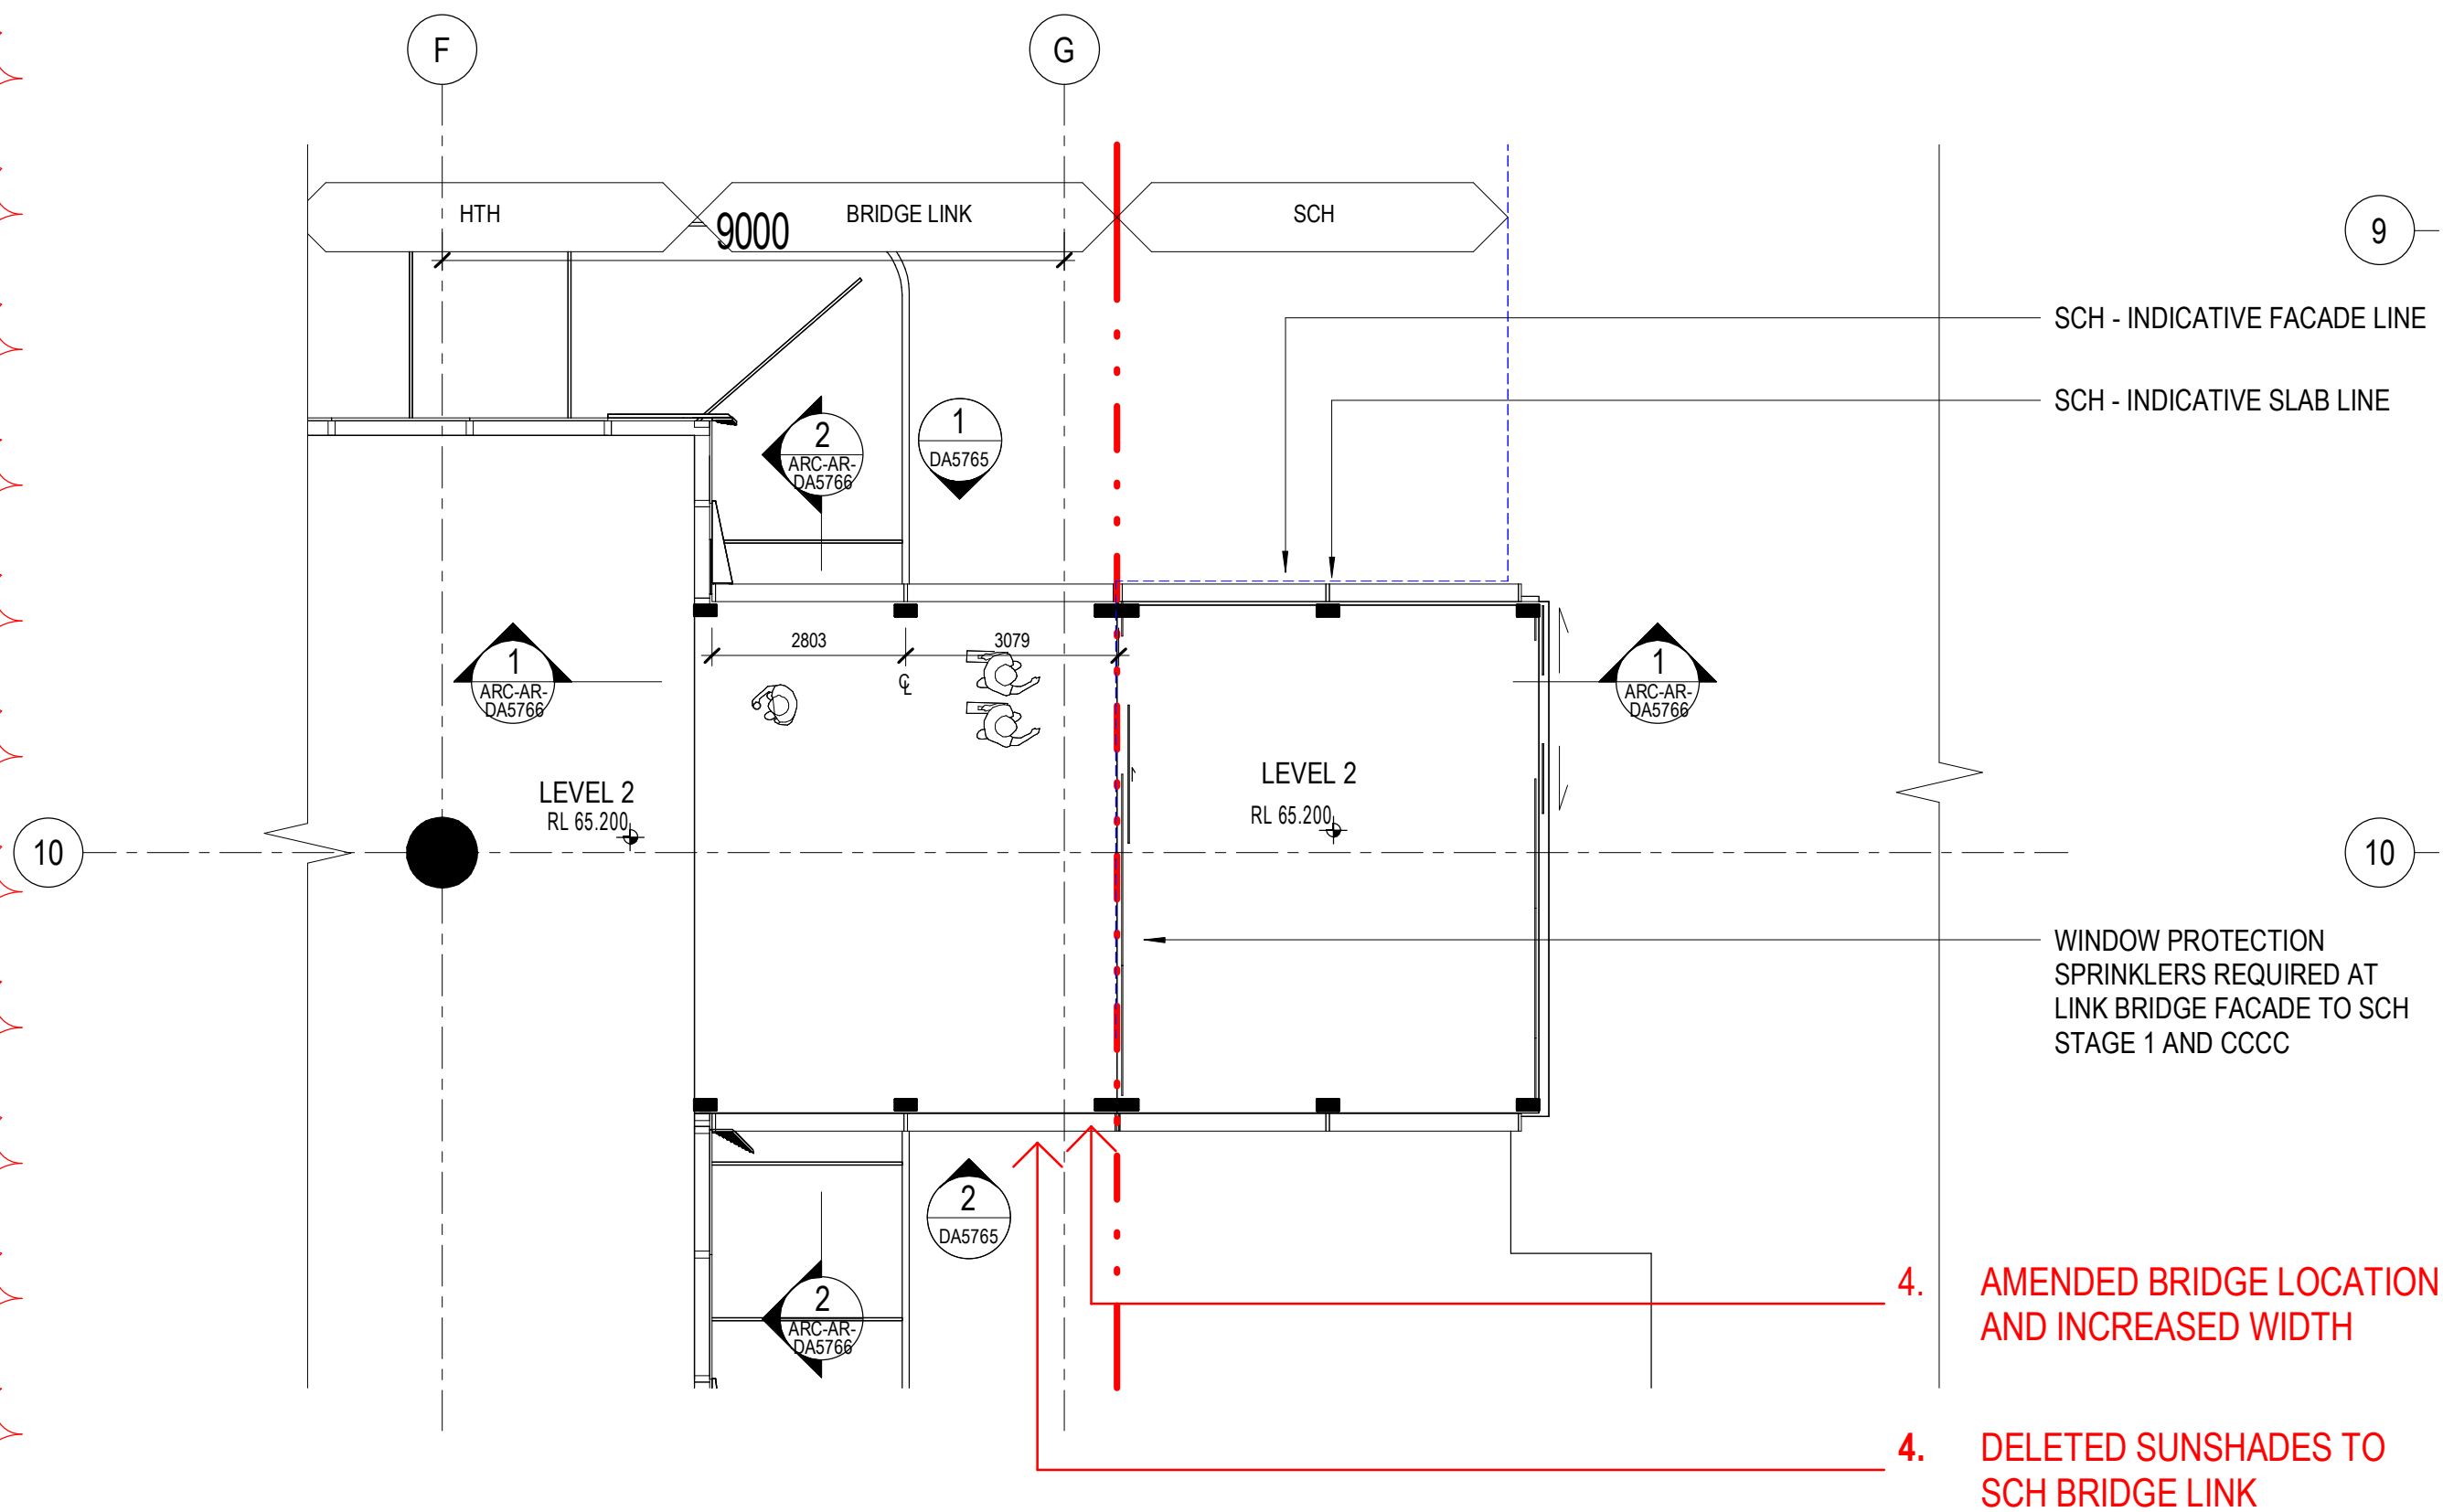 F
G
HTH
BRIDGE LINK
SCH
9000
9
SCH - INDICATIVE FACADE LINE
SCH - INDICATIVE SLAB LINE
2
ARC-AR-
DA5766
1
DA5765
2803
3079
1
ARC-AR-
DA5766
1
ARC-AR-
DA5766
CL
LEVEL 2
RL 65.200
LEVEL 2
RL 65.200
10
10
WINDOW PROTECTION
SPRINKLERS REQUIRED AT
LINK BRIDGE FACADE TO SCH
STAGE 1 AND CCCC
2
DA5765
2
ARC-AR-
DA5766
4. AMENDED BRIDGE LOCATION
AND INCREASED WIDTH
4. DELETED SUNSHADES TO
SCH BRIDGE LINK